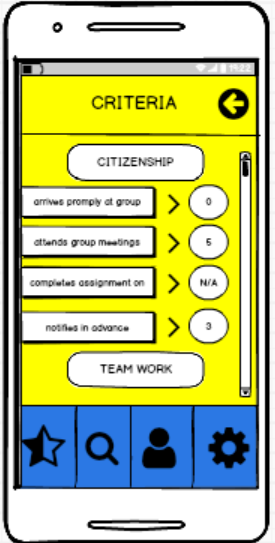 11:22
CRITERIA
CITIZENSHIP
arrives promply at group
0
attends group meetings
5
completes assignment on
N/A
notifies in advance
3
TEAM WORK